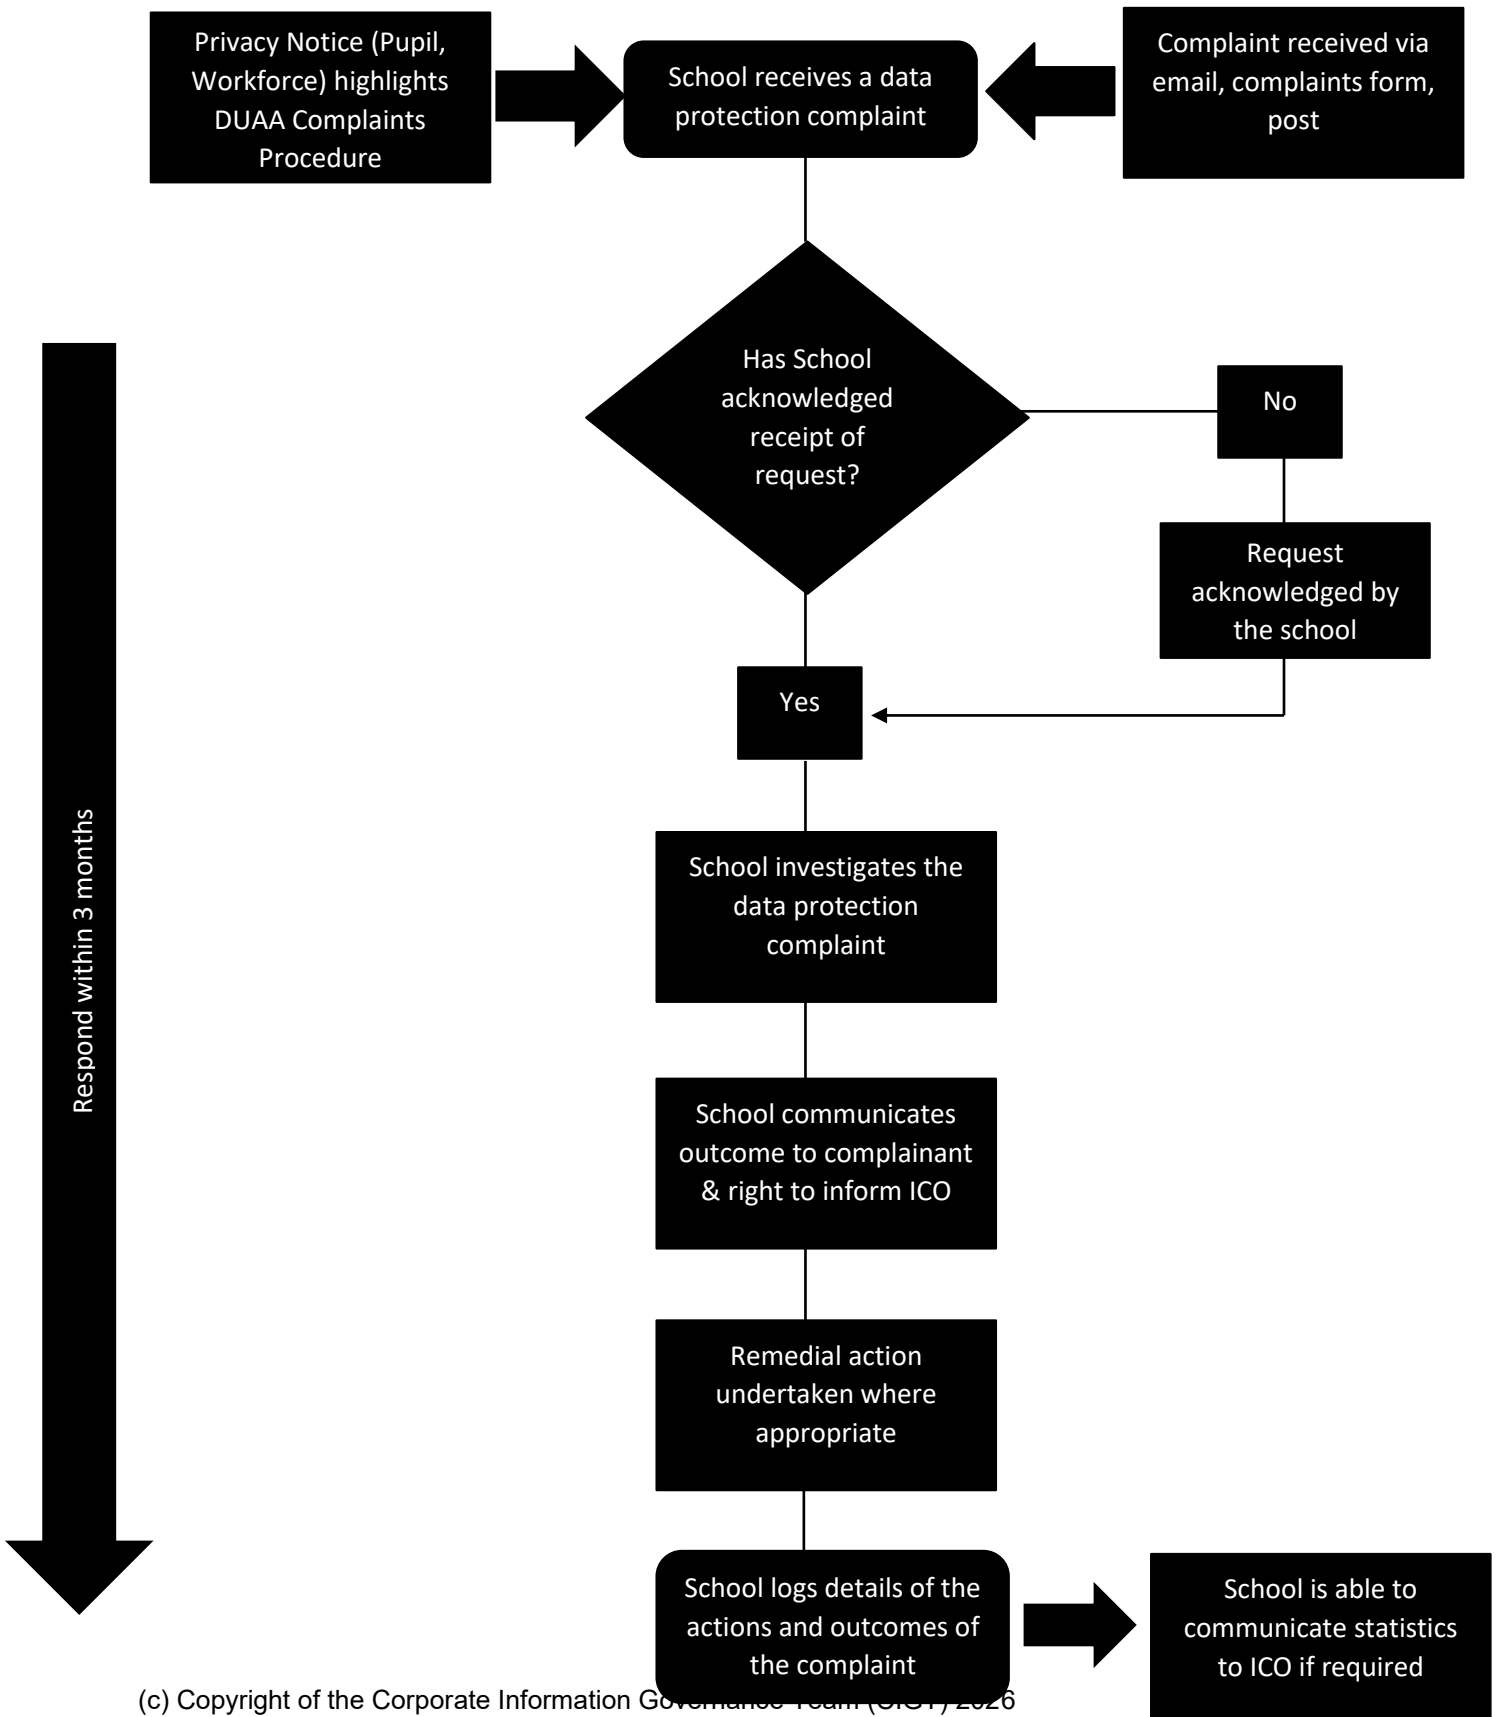 Privacy Notice (Pupil,
Workforce) highlights
DUAA Complaints
Procedure
School receives a data
protection complaint
Complaint received via
email, complaints form,
post
Has School
acknowledged
receipt of
request?
No
Request
acknowledged by
the school
Yes
Respond within 3 months
School investigates the
data protection
complaint
School communicates
outcome to complainant
& right to inform ICO
Remedial action
undertaken where
appropriate
School logs details of the
actions and outcomes of
the complaint
School is able to
communicate statistics
to ICO if required
(c) Copyright of the Corporate Information Governance Team (CIGT) 2026